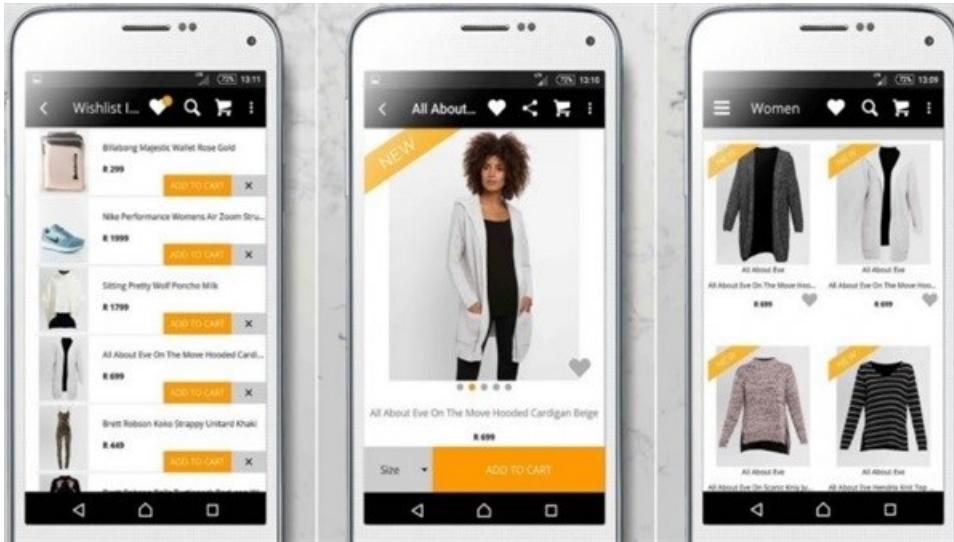 72% 13:11
Wishlist I...
Billabong Majestic Wallet Rose Gold
R 299
ADD TO CART
Nike Performance Womens Air Zoom Stru...
R 1999
ADD TO CART
Sitting Pretty Wolf Poncho Milk
R 1799
ADD TO CART
All About Eve On The Move Hooded Cardi...
R 699
ADD TO CART
Brett Robson Koko Strappy Unitard Khaki
R 449
ADD TO CART
72% 13:10
All About...
NEW
All About Eve On The Move Hooded Cardigan Beige
R 699
Size
ADD TO CART
72% 13:09
Women
NEW
NEW
All About Eve
All About Eve
All About Eve On The Move Hoo...
All About Eve On The Move Hoo...
R 699
R 699
NEW
NEW
All About Eve
All About Eve
All About Eve On Scenic Knit Ju...
All About Eve Hendrix Knit Top ...